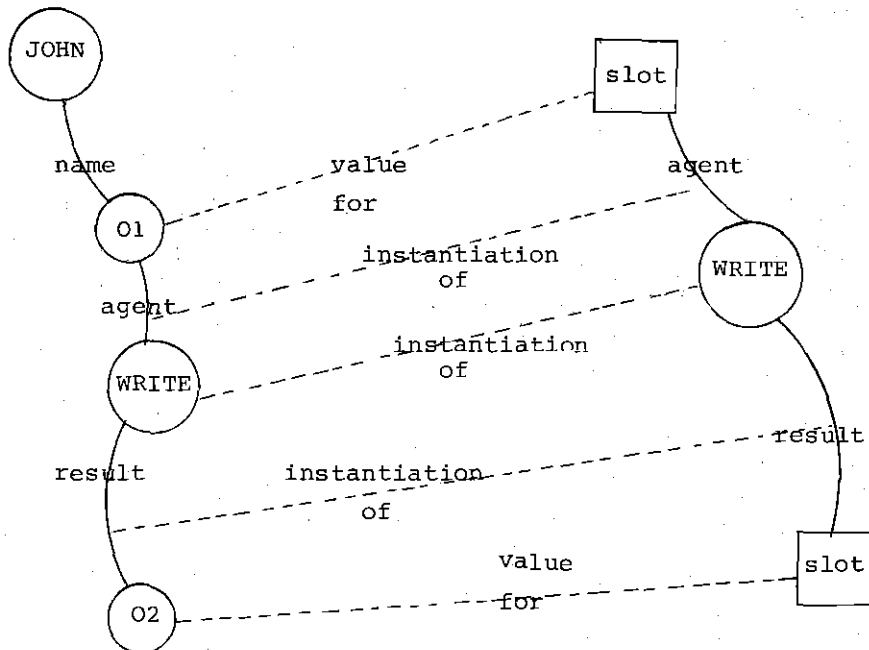 JOHN
slot
name
value
for
agent
O1
instantiation
of
WRITE
agent
instantiation
of
WRITE
result
result
instantiation
of
value
for
slot
O2